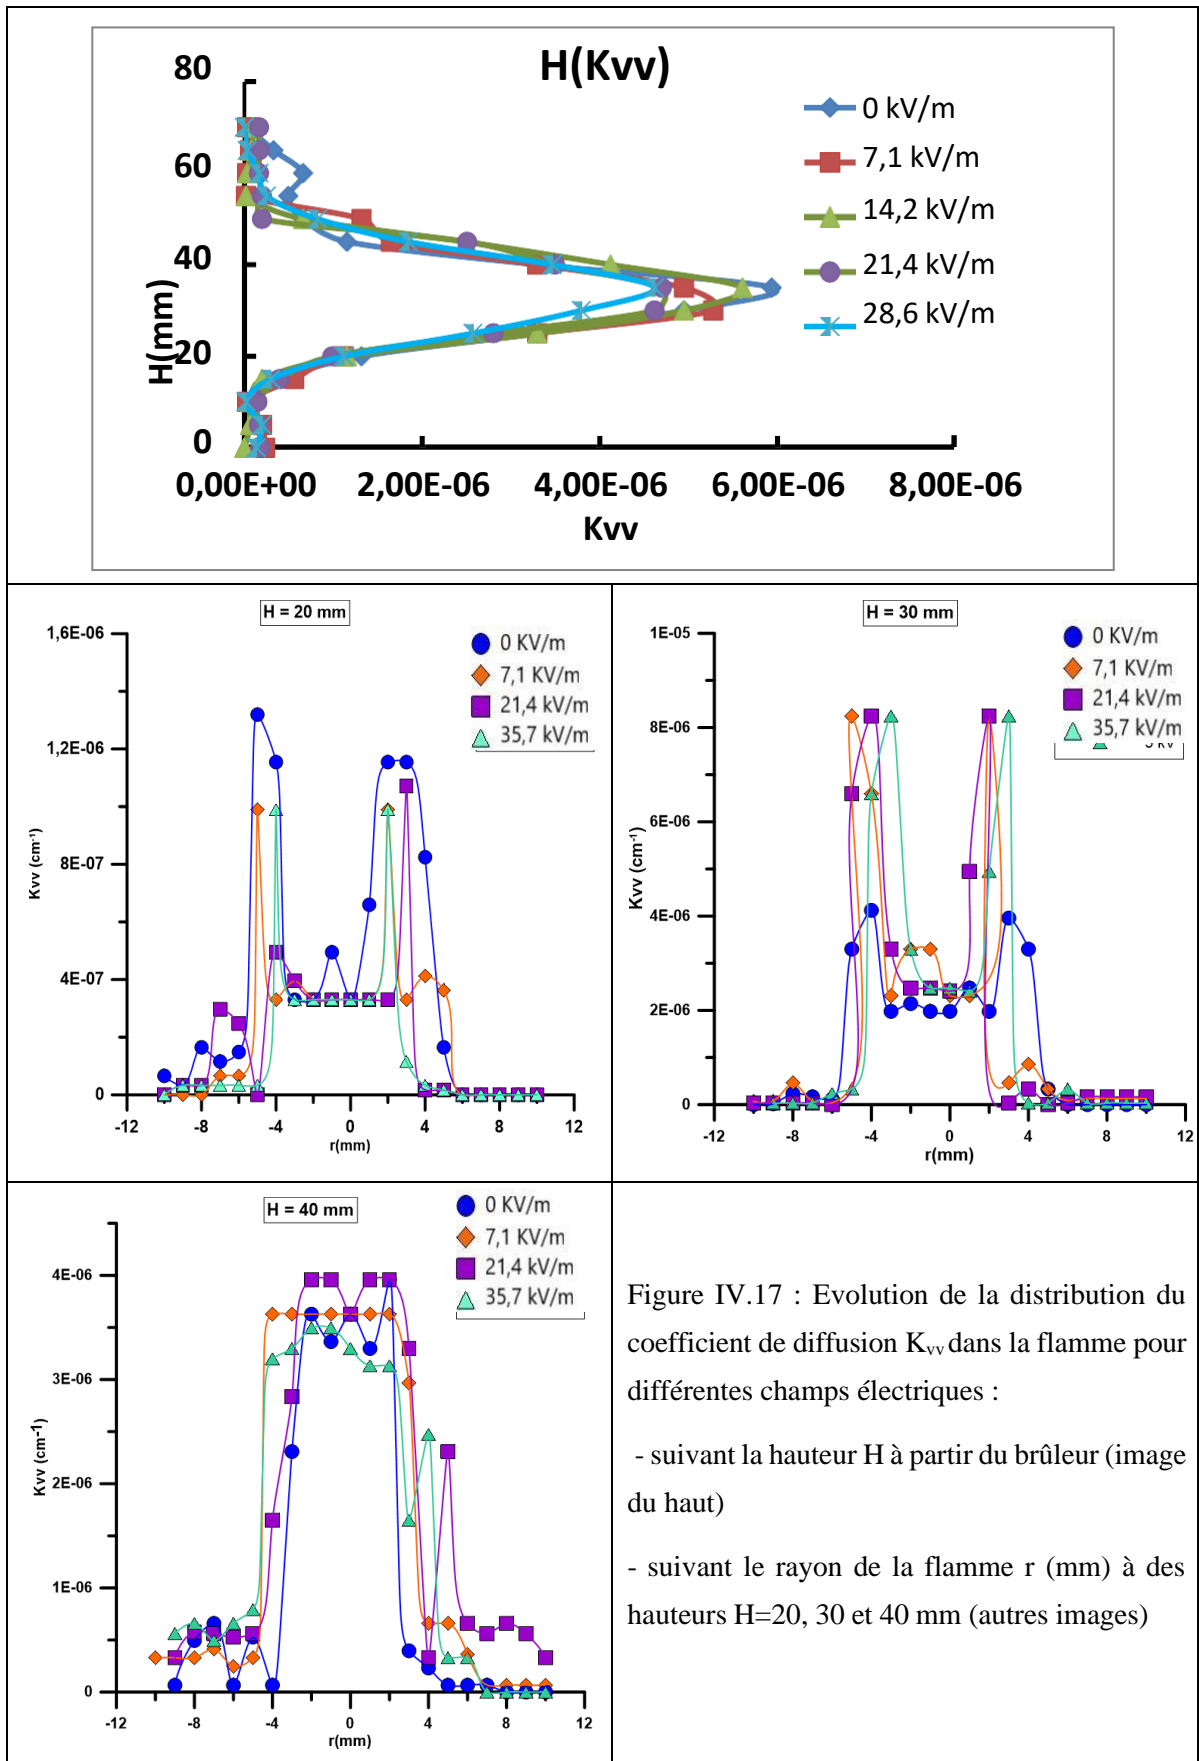 H(Kvv)
80
60
40
20
0
H(mm)
0 kV/m
7,1 kV/m
14,2 kV/m
21,4 kV/m
28,6 kV/m
0,00E+00 2,00E-06 4,00E-06 6,00E-06 8,00E-06
Kvv
H = 20 mm
1,6E-06
1,2E-06
8E-07
4E-07
0
Kvv (cm⁻¹)
0 KV/m
7,1 KV/m
21,4 kV/m
35,7 kV/m
-12 -8 -4 0 4 8 12
r(mm)
H = 30 mm
1E-05
8E-06
6E-06
4E-06
2E-06
0
Kvv (cm⁻¹)
0 KV/m
7,1 KV/m
21,4 kV/m
35,7 kV/m
-12 -8 -4 0 4 8 12
r(mm)
H = 40 mm
4E-06
3E-06
2E-06
1E-06
0
Kvv (cm⁻¹)
0 KV/m
7,1 KV/m
21,4 kV/m
35,7 kV/m
-12 -8 -4 0 4 8 12
r(mm)
Figure IV.17 : Evolution de la distribution du
coefficient de diffusion Kvv dans la flamme pour
différentes champs électriques :
- suivant la hauteur H à partir du brûleur (image
du haut)
- suivant le rayon de la flamme r (mm) à des
hauteurs H=20, 30 et 40 mm (autres images)